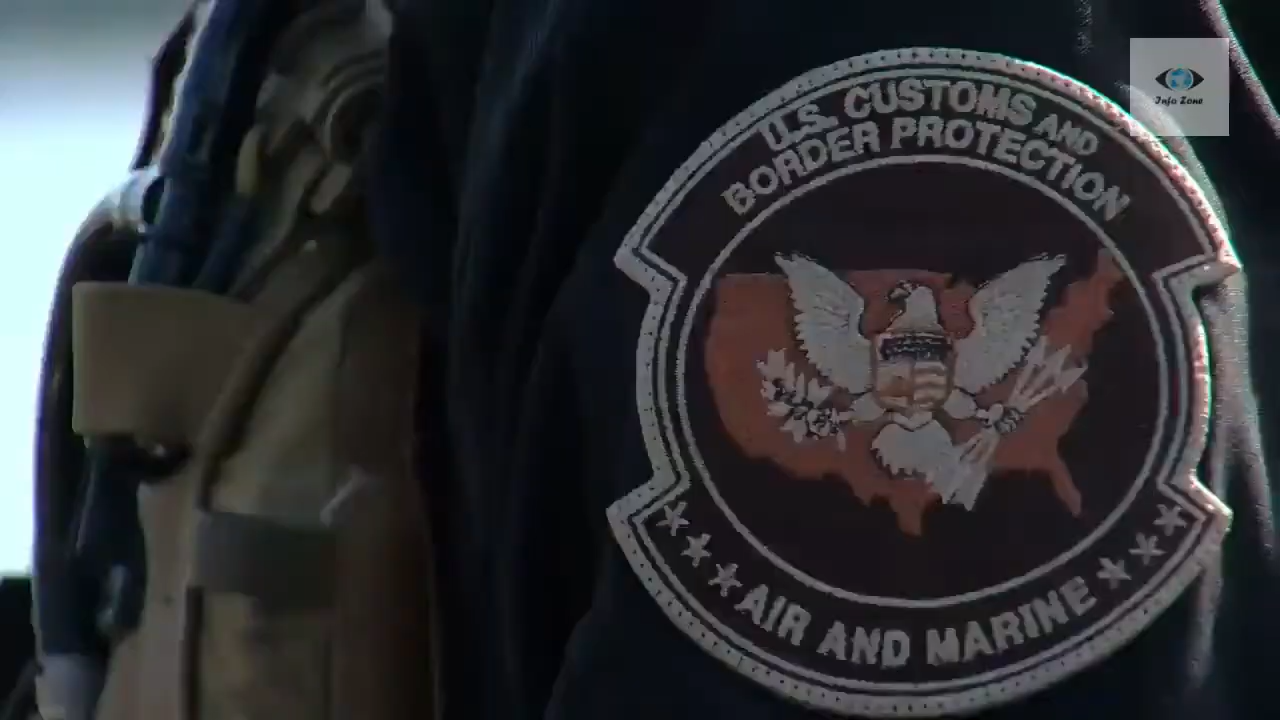 U.S. CUSTOMS AND
BORDER PROTECTION
AIR AND MARINE
Info Zone